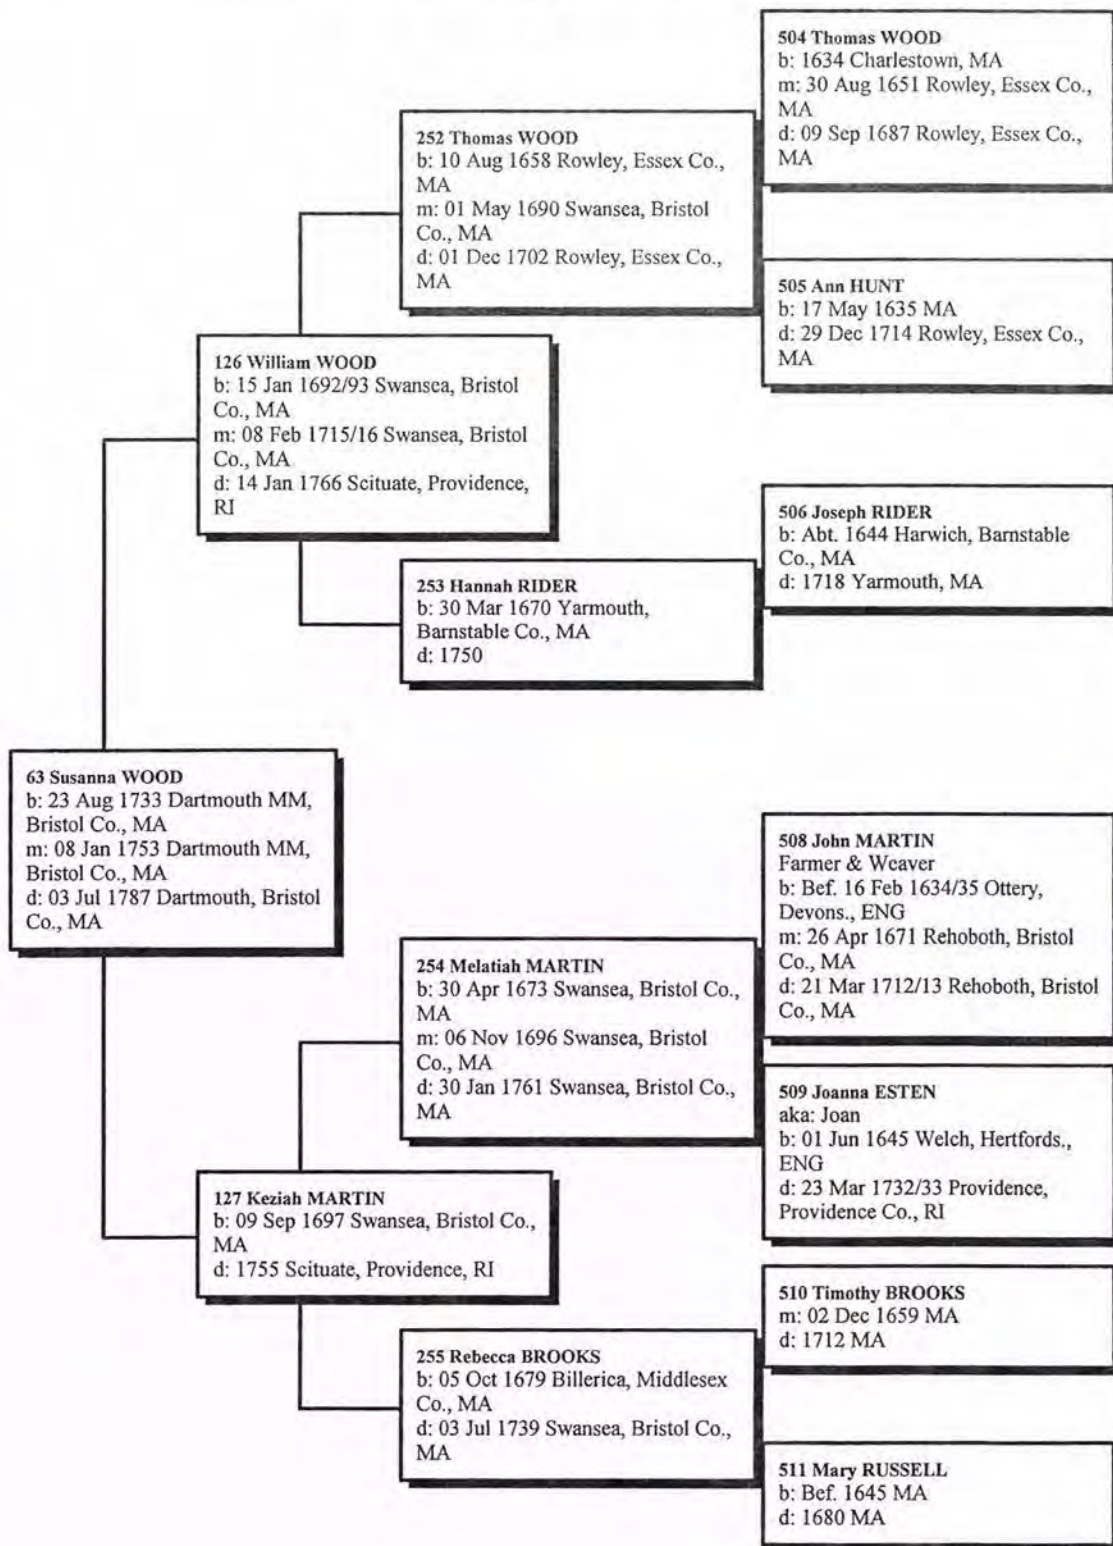 504 Thomas WOOD
b: 1634 Charlestown, MA
m: 30 Aug 1651 Rowley, Essex Co.,
MA
d: 09 Sep 1687 Rowley, Essex Co.,
MA
252 Thomas WOOD
b: 10 Aug 1658 Rowley, Essex Co.,
MA
m: 01 May 1690 Swansea, Bristol
Co., MA
d: 01 Dec 1702 Rowley, Essex Co.,
MA
505 Ann HUNT
b: 17 May 1635 MA
d: 29 Dec 1714 Rowley, Essex Co.,
MA
126 William WOOD
b: 15 Jan 1692/93 Swansea, Bristol
Co., MA
m: 08 Feb 1715/16 Swansea, Bristol
Co., MA
d: 14 Jan 1766 Scituate, Providence,
RI
506 Joseph RIDER
b: Abt. 1644 Harwich, Barnstable
Co., MA
d: 1718 Yarmouth, MA
253 Hannah RIDER
b: 30 Mar 1670 Yarmouth,
Barnstable Co., MA
d: 1750
63 Susanna WOOD
b: 23 Aug 1733 Dartmouth MM,
Bristol Co., MA
m: 08 Jan 1753 Dartmouth MM,
Bristol Co., MA
d: 03 Jul 1787 Dartmouth, Bristol
Co., MA
508 John MARTIN
Farmer & Weaver
b: Bef. 16 Feb 1634/35 Ottery,
Devons., ENG
m: 26 Apr 1671 Rehoboth, Bristol
Co., MA
d: 21 Mar 1712/13 Rehoboth, Bristol
Co., MA
254 Melatiah MARTIN
b: 30 Apr 1673 Swansea, Bristol Co.,
MA
m: 06 Nov 1696 Swansea, Bristol
Co., MA
d: 30 Jan 1761 Swansea, Bristol Co.,
MA
509 Joanna ESTEN
aka: Joan
b: 01 Jun 1645 Welch, Hertfords.,
ENG
d: 23 Mar 1732/33 Providence,
Providence Co., RI
127 Keziah MARTIN
b: 09 Sep 1697 Swansea, Bristol Co.,
MA
d: 1755 Scituate, Providence, RI
510 Timothy BROOKS
m: 02 Dec 1659 MA
d: 1712 MA
255 Rebecca BROOKS
b: 05 Oct 1679 Billerica, Middlesex
Co., MA
d: 03 Jul 1739 Swansea, Bristol Co.,
MA
511 Mary RUSSELL
b: Bef. 1645 MA
d: 1680 MA